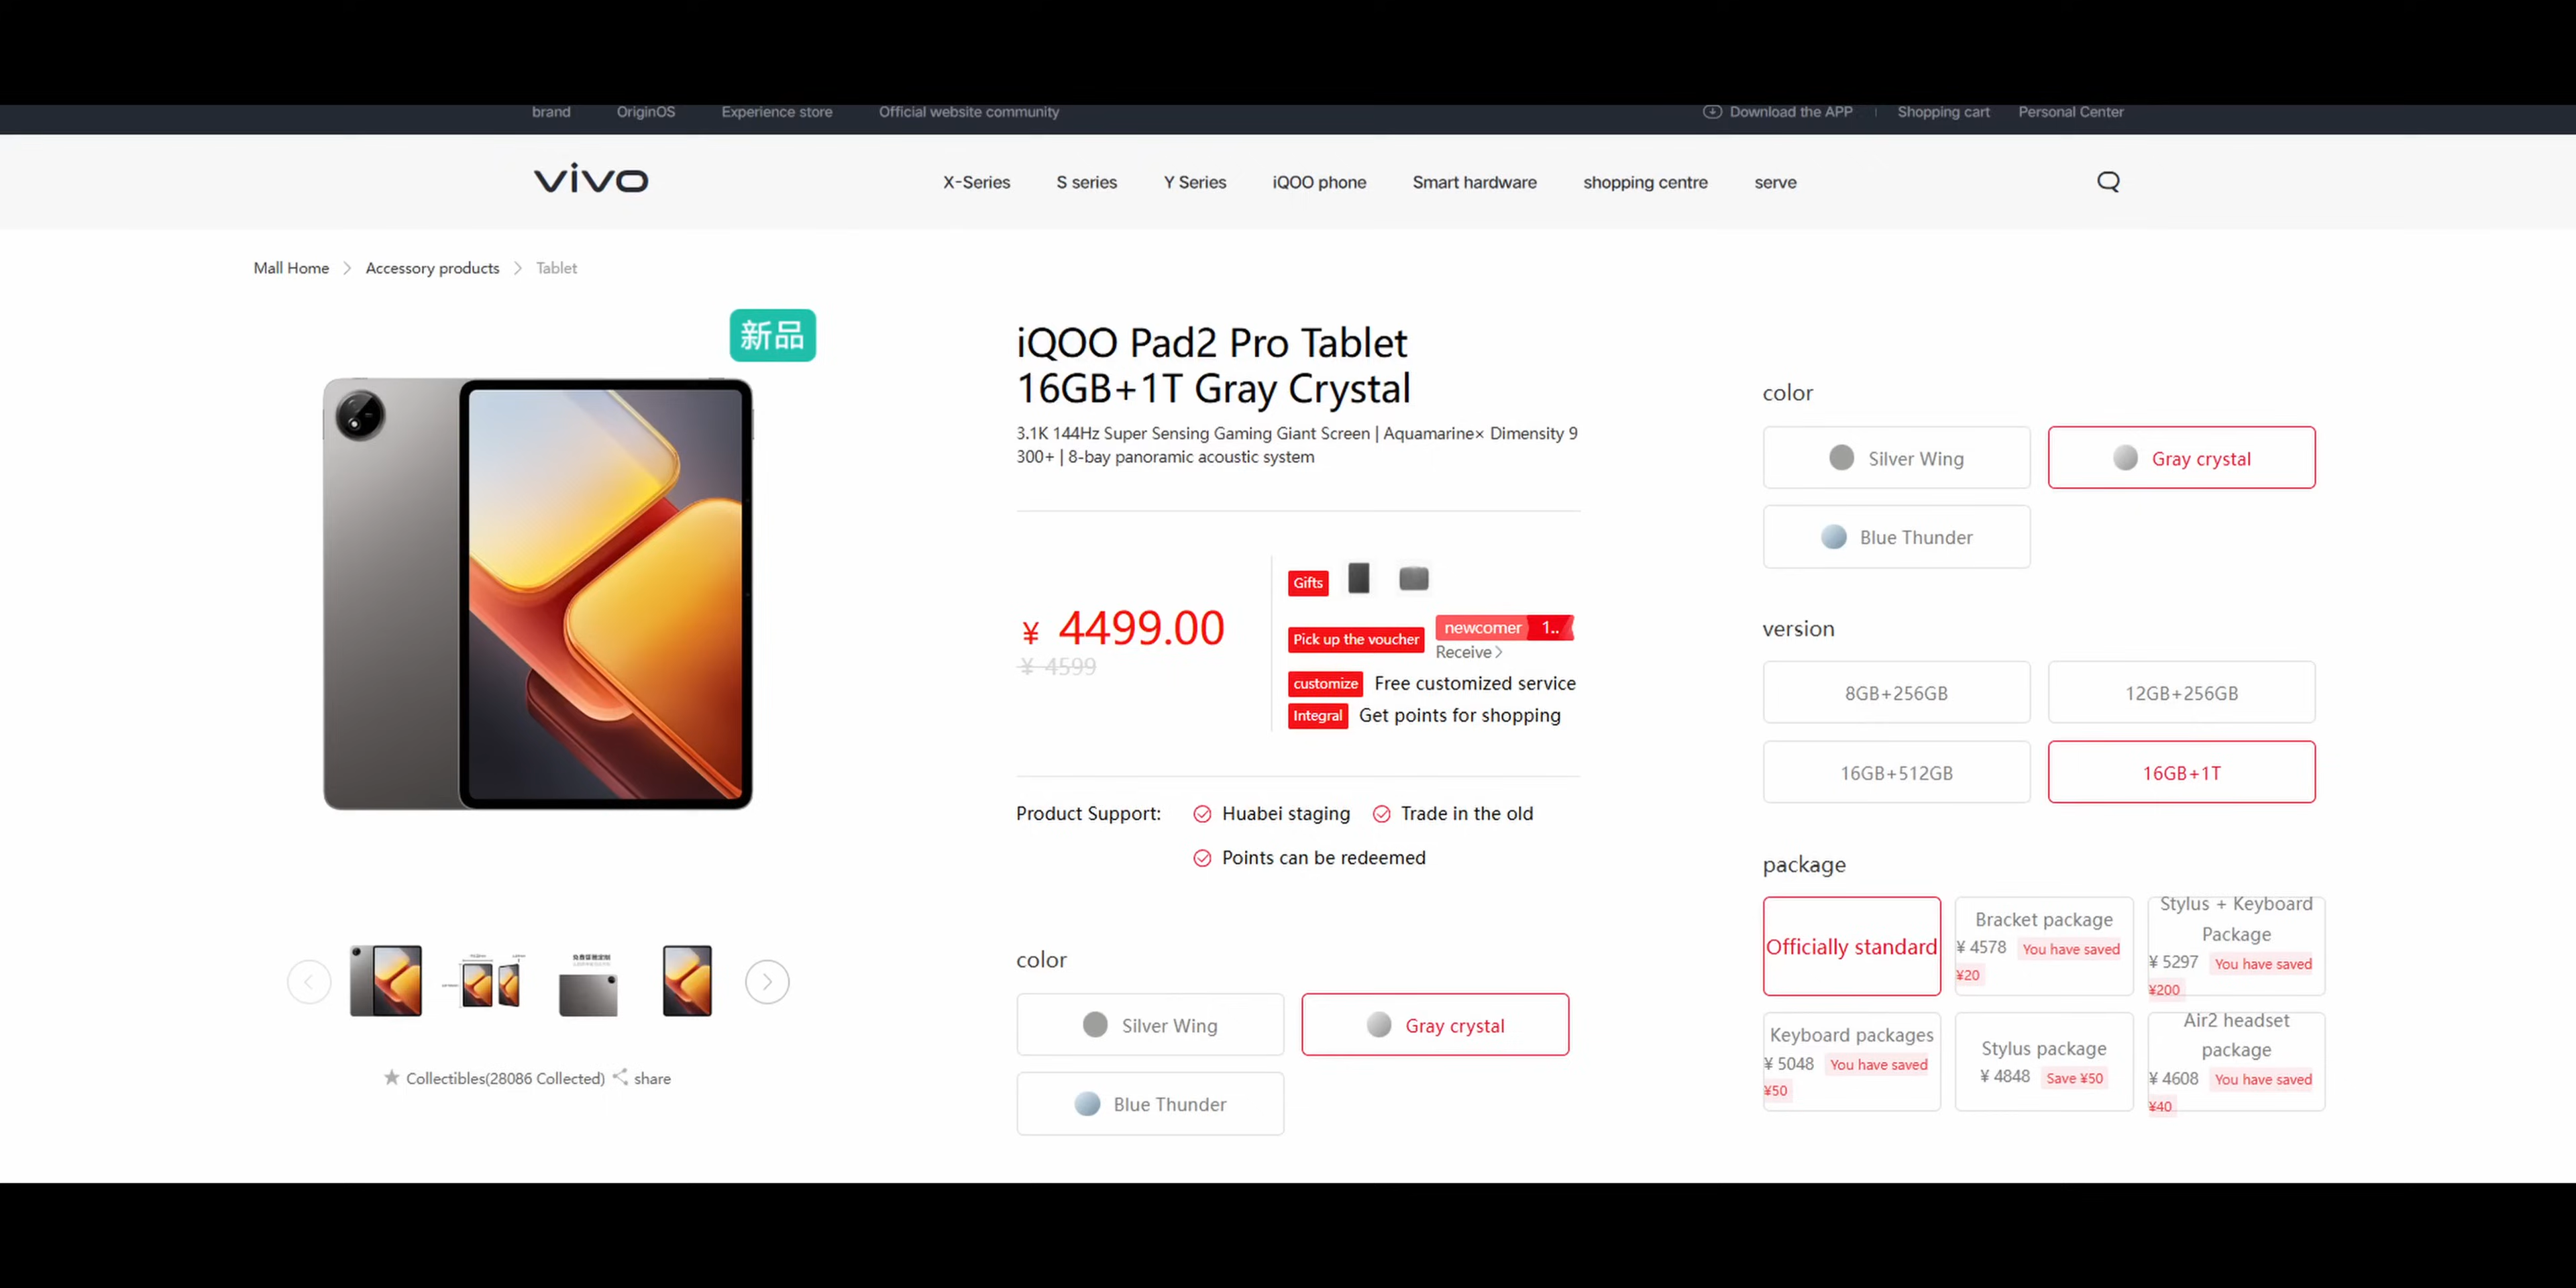 brand OriginOS Experience store Official website community Download the APP Shopping cart Personal Center
vivo X-Series S series Y Series iQOO phone Smart hardware shopping centre serve
Mall Home > Accessory products > Tablet
新品
iQOO Pad2 Pro Tablet
16GB+1T Gray Crystal
3.1K 144Hz Super Sensing Gaming Giant Screen | Aquamarine× Dimensity 9
300+ | 8-bay panoramic acoustic system
¥ 4499.00
¥ 4599
Gifts
Pick up the voucher newcomer 1..
Receive >
customize Free customized service
Integral Get points for shopping
Product Support: Huabei staging Trade in the old
Points can be redeemed
color
Silver Wing Gray crystal
Blue Thunder
Collectibles(28086 Collected) share
color
Silver Wing Gray crystal
Blue Thunder
version
8GB+256GB 12GB+256GB
16GB+512GB 16GB+1T
package
Officially standard
Bracket package
¥ 4578 You have saved
¥20
Stylus + Keyboard
Package
¥ 5297 You have saved
¥200
Keyboard packages
¥ 5048 You have saved
¥50
Stylus package
¥ 4848 Save ¥50
Air2 headset
package
¥ 4608 You have saved
¥40